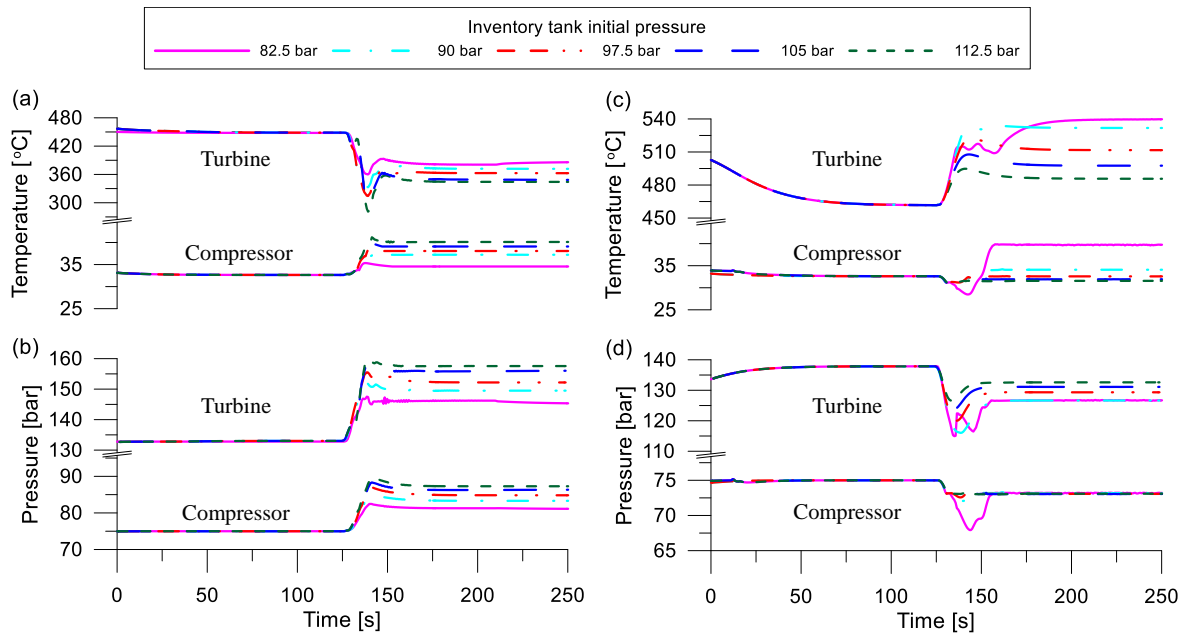 Inventory tank initial pressure
82.5 bar 90 bar 97.5 bar 105 bar 112.5 bar
(a)
480
420
360
300
35
25
Temperature [oC]
Turbine
Compressor
(b)
160
150
140
130
90
80
70
Pressure [bar]
Turbine
Compressor
0 50 100 150 200 250
Time [s]
(c)
540
510
480
450
35
25
Temperature [oC]
Turbine
Compressor
(d)
140
130
120
110
75
70
65
Pressure [bar]
Turbine
Compressor
0 50 100 150 200 250
Time [s]